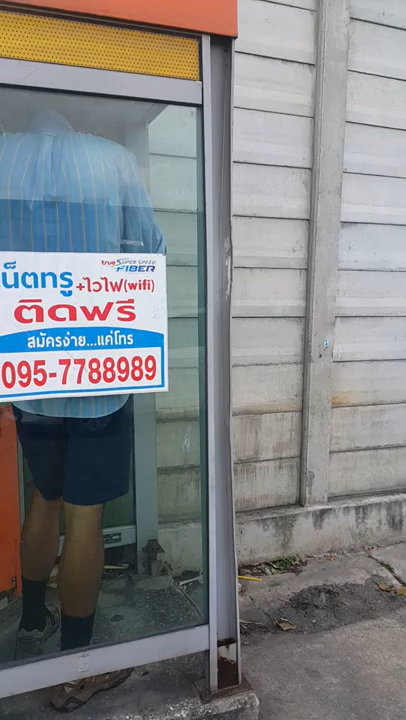 true SUPER SPEED
FIBER
เน็ตทรู+ไวไฟ(wifi)
ติดฟรี
สมัครง่าย...แค่โทร
095-7788989